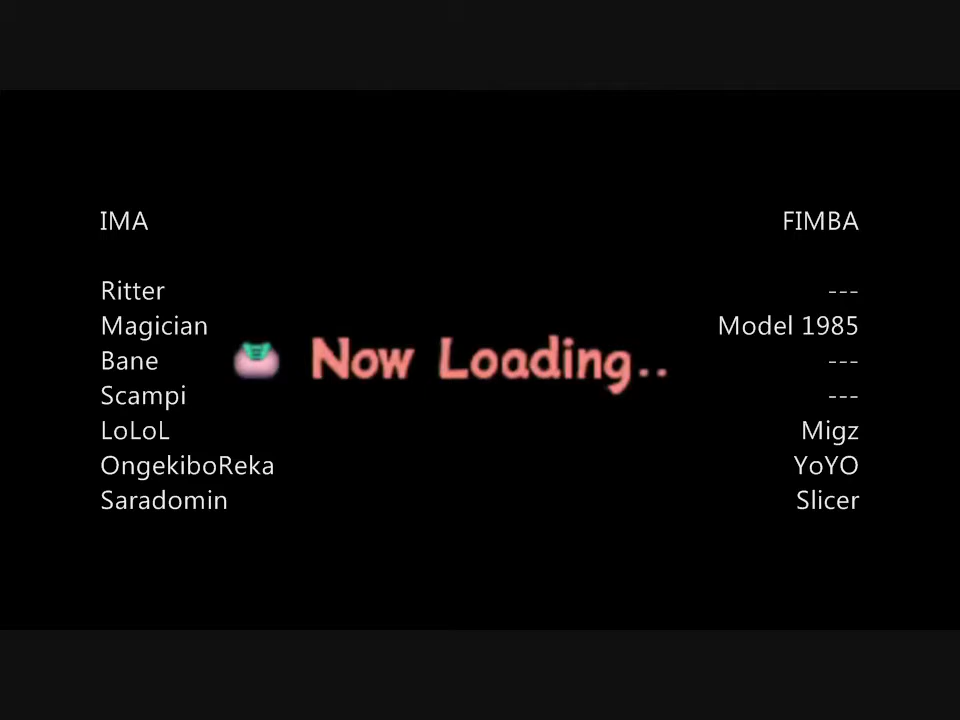 IMA FIMBA
Ritter ---
Magician Model 1985
Bane ---
Now Loading..
Scampi ---
LoLoL Migz
OngekiboReka YoYO
Saradomin Slicer